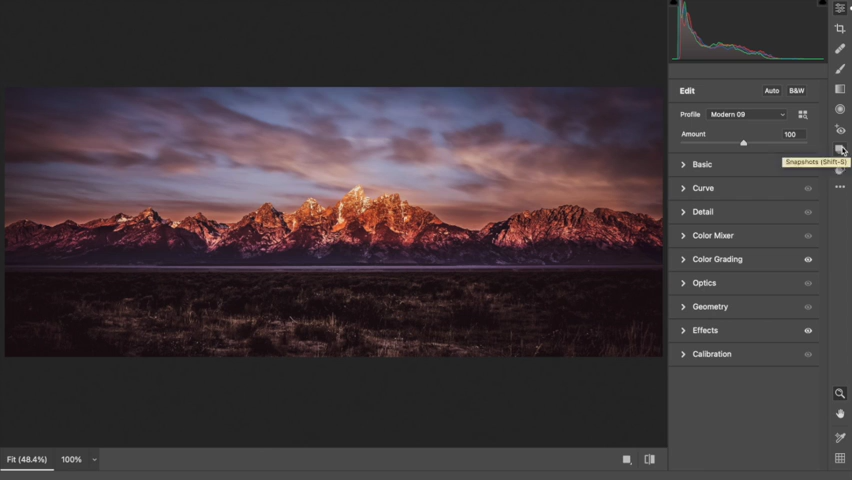 Edit Auto B&W
Profile Modern 09
Amount 100
Snapshots (Shift-S)
Basic
Curve
Detail
Color Mixer
Color Grading
Optics
Geometry
Effects
Calibration
Fit (48.4%) 100%